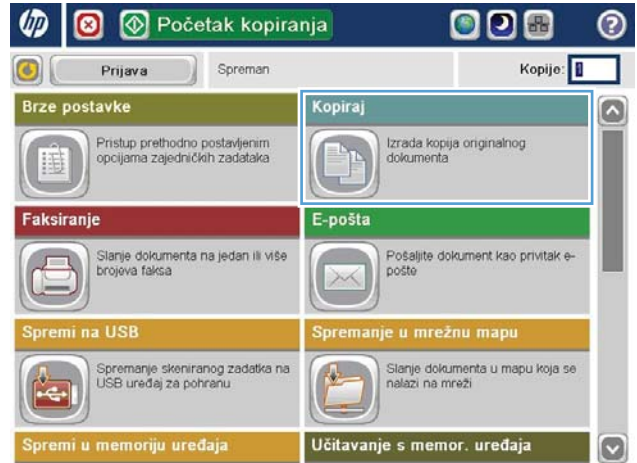 hp Početak kopiranja ?
Prijava Spreman Kopije: 1
Brze postavke
Pristup prethodno postavljenim
opcijama zajedničkih zadataka
Kopiraj
Izrada kopija originalnog
dokumenta
Faksiranje
Slanje dokumenta na jedan ili više
brojeva faksa
E-pošta
Pošaljite dokument kao privitak e-
pošte
Spremi na USB
Spremanje skeniranog zadatka na
USB uređaj za pohranu
Spremanje u mrežnu mapu
Slanje dokumenta u mapu koja se
nalazi na mreži
Spremi u memoriju uređaja
Učitavanje s memor. uređaja